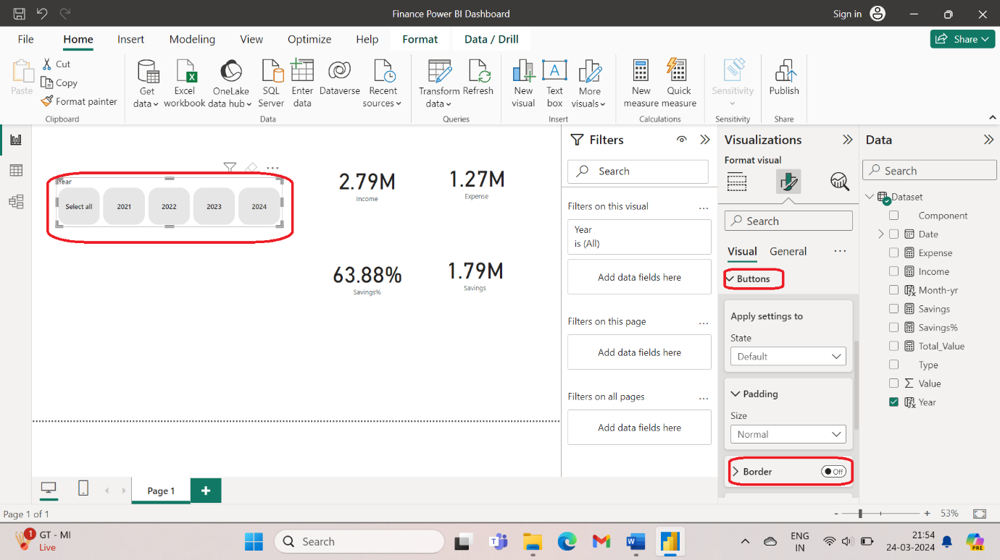 Finance Power BI Dashboard
Sign in
File
Home
Insert
Modeling
View
Optimize
Help
Format
Data / Drill
Share
Paste
Cut
Copy
Format painter
Clipboard
Get data
Excel workbook
OneLake data hub
SQL Server
Enter data
Dataverse
Recent sources
Data
Transform data
Refresh
Queries
New visual
Text box
More visuals
Insert
New measure
Quick measure
Calculations
Sensitivity
Sensitivity
Publish
Share
Year
Select all
2021
2022
2023
2024
2.79M
Income
1.27M
Expense
63.88%
Savings%
1.79M
Savings
Filters
Search
Filters on this visual
...
Year
is (All)
Add data fields here
Filters on this page
...
Add data fields here
Filters on all pages
...
Add data fields here
Visualizations
Format visual
Search
Visual
General
...
Buttons
Apply settings to
State
Default
Padding
Size
Normal
Border
Off
Data
Search
Dataset
Component
Date
Expense
Income
Month-yr
Savings
Savings%
Total_Value
Type
Value
Year
Page 1
+
Page 1 of 1
- + 53%
1
GT - MI
Live
Search
ENG
IN
21:54
24-03-2024
PRE